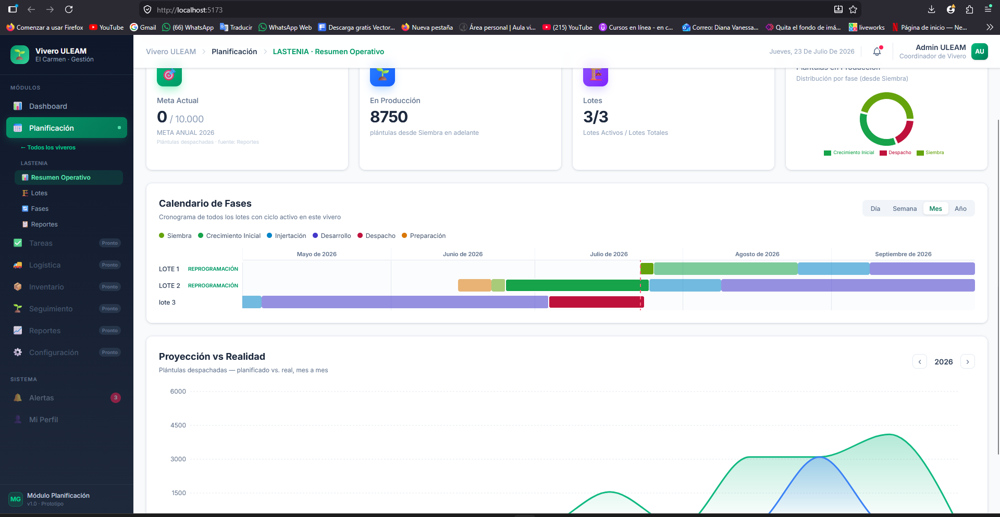 http://localhost:5173
Comenzar a usar Firefox
YouTube
Gmail
(66) WhatsApp
Traducir
WhatsApp Web
Descarga gratis Vector...
Nueva pestaña
Área personal | Aula vi...
(215) YouTube
Cursos en línea - en c...
Correo: Diana Vanessa...
Quita el fondo de imá...
liveworks
Página de inicio — Ne...
Vivero ULEAM
El Carmen · Gestión
MÓDULOS
Dashboard
Planificación
← Todos los viveros
LASTENIA
Resumen Operativo
Lotes
Fases
Reportes
Tareas Pronto
Logística Pronto
Inventario Pronto
Seguimiento Pronto
Reportes Pronto
Configuración Pronto
SISTEMA
Alertas 3
Mi Perfil
MG
Módulo Planificación
v1.0 · Prototipo
Vivero ULEAM > Planificación > LASTENIA · Resumen Operativo
Jueves, 23 De Julio De 2026
Admin ULEAM
Coordinador de Vivero
AU
Meta Actual
0 / 10.000
META ANUAL 2026
Plántulas despachadas · fuente: Reportes
En Producción
8750
plántulas desde Siembra en adelante
Lotes
3/3
Lotes Activos / Lotes Totales
Plántulas en Producción
Distribución por fase (desde Siembra)
Crecimiento Inicial Despacho Siembra
Calendario de Fases
Cronograma de todos los lotes con ciclo activo en este vivero
Día Semana Mes Año
Siembra Crecimiento Inicial Injertación Desarrollo Despacho Preparación
Mayo de 2026 Junio de 2026 Julio de 2026 Agosto de 2026 Septiembre de 2026
LOTE 1 REPROGRAMACIÓN
LOTE 2 REPROGRAMACIÓN
lote 3
Proyección vs Realidad
Plántulas despachadas — planificado vs. real, mes a mes
‹ 2026 ›
6000
4500
3000
1500